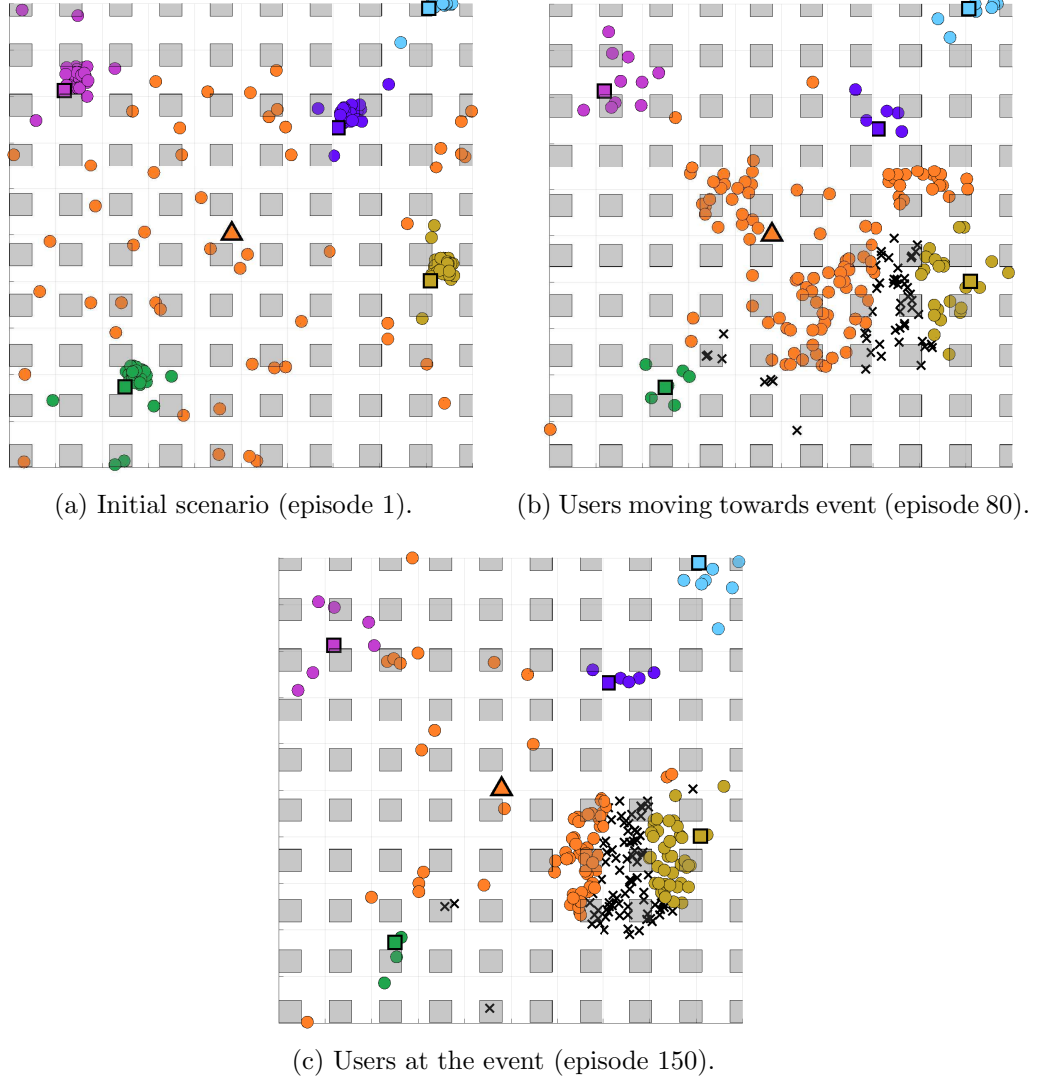 (a) Initial scenario (episode 1).
(b) Users moving towards event (episode 80).
(c) Users at the event (episode 150).